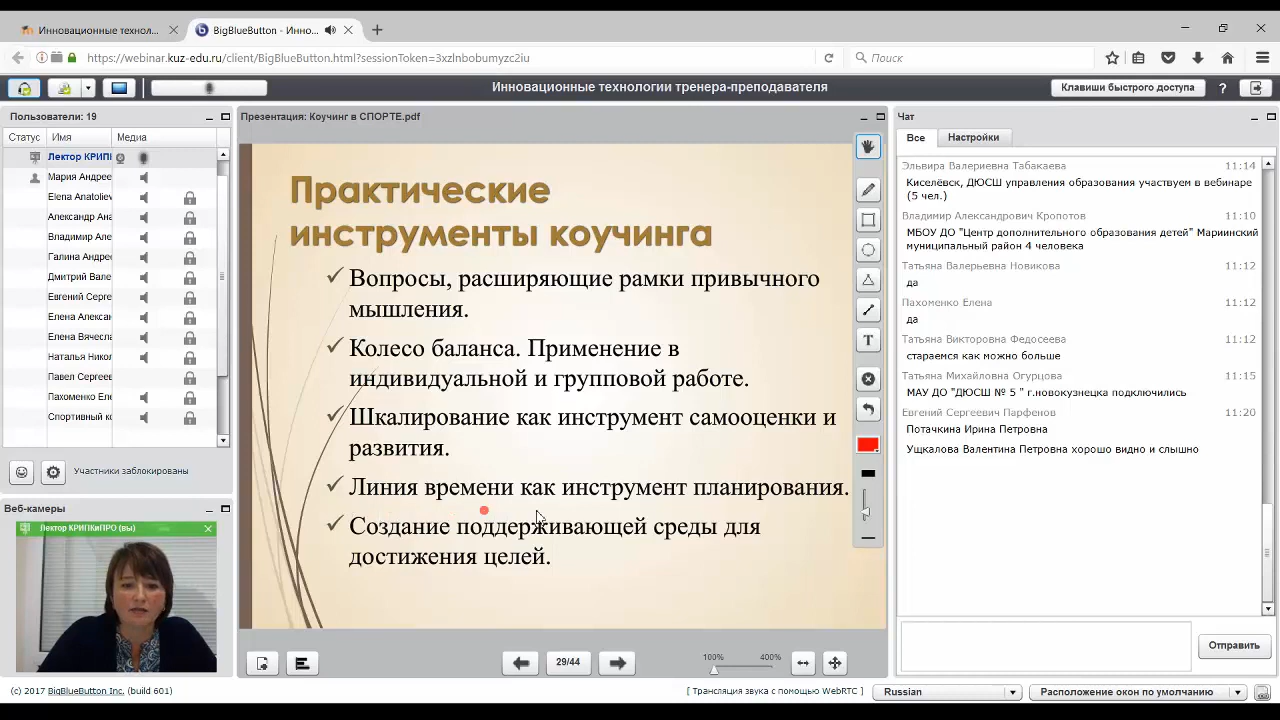 Инновационные технол...
BigBlueButton - Инно...
https://webinar.kuz-edu.ru/client/BigBlueButton.html?sessionToken=3xzlnbobumyzc2iu
Поиск
Инновационные технологии тренера-преподавателя
Клавиши быстрого доступа
?
Пользователи: 19
Статус Имя Медиа
Лектор КРИПК
Мария Андрее
Elena Anatoliev
Александр Ана
Владимир Але
Галина Андрее
Дмитрий Вале
Евгений Серге
Елена Алексан
Елена Вячесла
Наталья Никол
Павел Сергеев
Пахоменко Еле
Спортивный ко
Участники заблокированы
Веб-камеры
Лектор КРИПКиПРО (вы)
Презентация: Коучинг в СПОРТЕ.pdf
Практические
инструменты коучинга
Вопросы, расширяющие рамки привычного
мышления.
Колесо баланса. Применение в
индивидуальной и групповой работе.
Шкалирование как инструмент самооценки и
развития.
Линия времени как инструмент планирования.
Создание поддерживающей среды для
достижения целей.
T
29/44
100% 400%
Чат
Все Настройки
Эльвира Валериевна Табакаева 11:14
Киселёвск, ДЮСШ управления образования участвуем в вебинаре
(5 чел.)
Владимир Александрович Кропотов 11:10
МБОУ ДО "Центр дополнительного образования детей" Мариинский
муниципальный район 4 человека
Татьяна Валерьевна Новикова 11:12
да
Пахоменко Елена 11:12
да
Татьяна Викторовна Федосеева 11:12
стараемся как можно больше
Татьяна Михайловна Огурцова 11:15
МАУ ДО "ДЮСШ № 5 " г.новокузнецка подключились
Евгений Сергеевич Парфенов 11:20
Потачкина Ирина Петровна
Ущкалова Валентина Петровна хорошо видно и слышно
Отправить
(c) 2017 BigBlueButton Inc. (build 601)
[ Трансляция звука с помощью WebRTC ]
Russian
Расположение окон по умолчанию